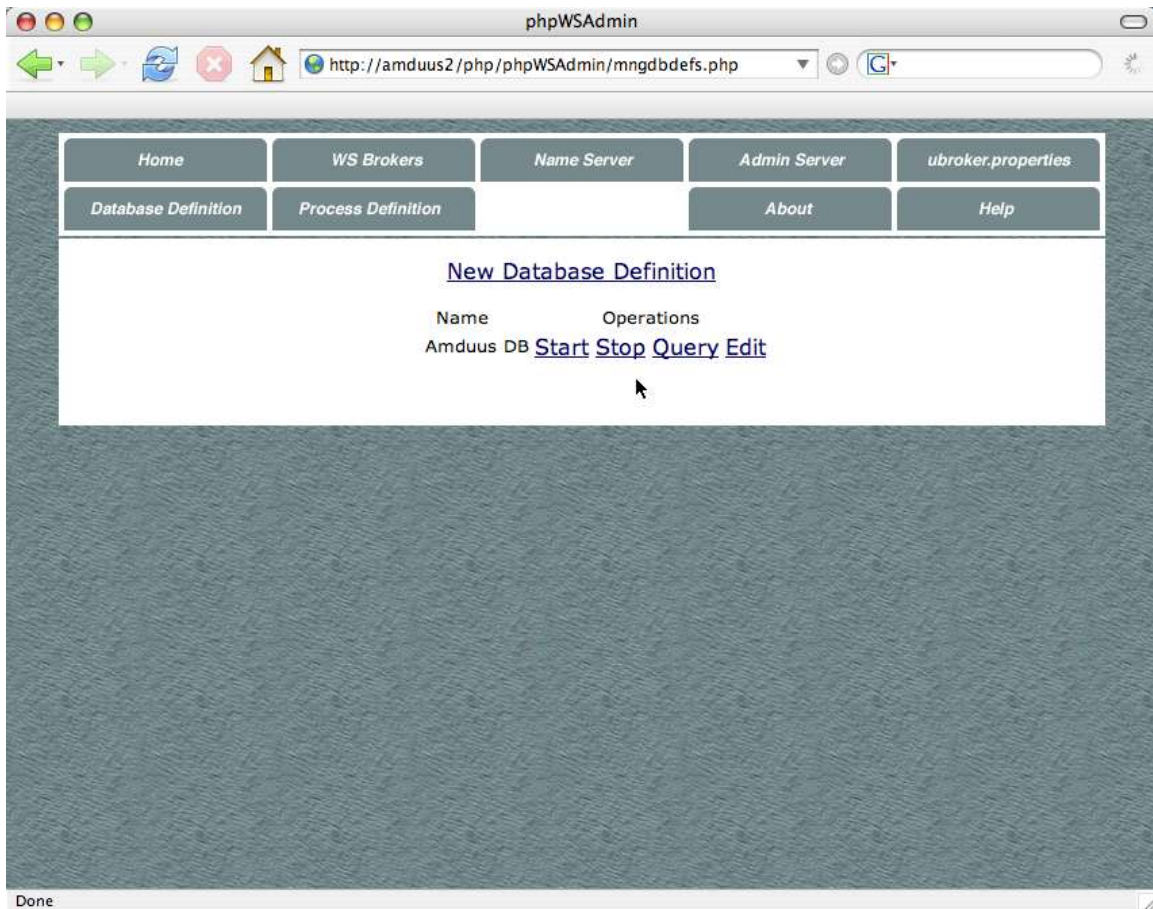 phpWSAdmin
http://amduus2/php/phpWSAdmin/mngdbdefs.php G
Home WS Brokers Name Server Admin Server ubroker.properties
Database Definition Process Definition About Help
New Database Definition
Name Operations
Amduus DB Start Stop Query Edit
Done